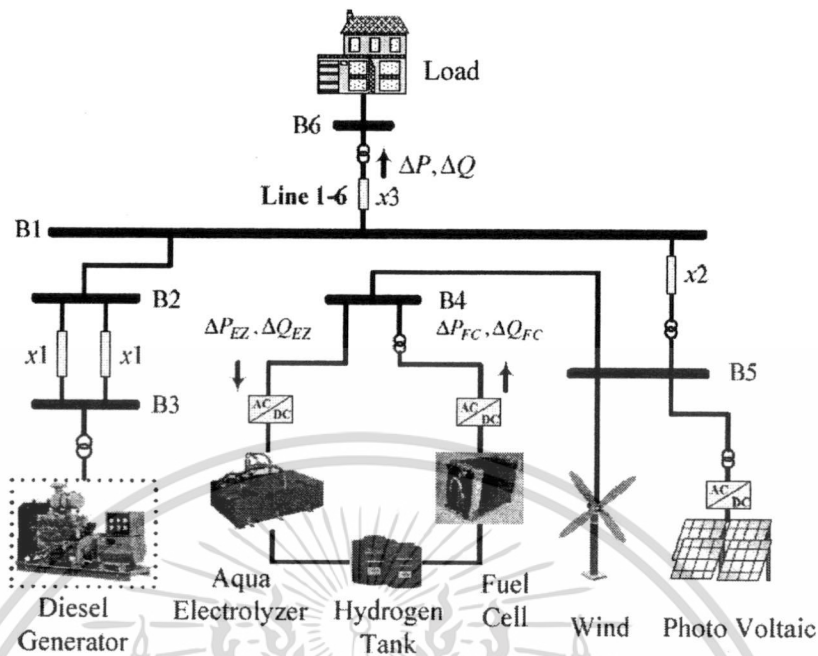 Load
B6
ΔP, ΔQ
Line 1-6
x3
B1
x2
B2
B4
ΔP_EZ, ΔQ_EZ
ΔP_FC, ΔQ_FC
x1
x1
B5
B3
AC
DC
AC
DC
AC
DC
Diesel
Generator
Aqua
Electrolyzer
Hydrogen
Tank
Fuel
Cell
Wind
Photo Voltaic